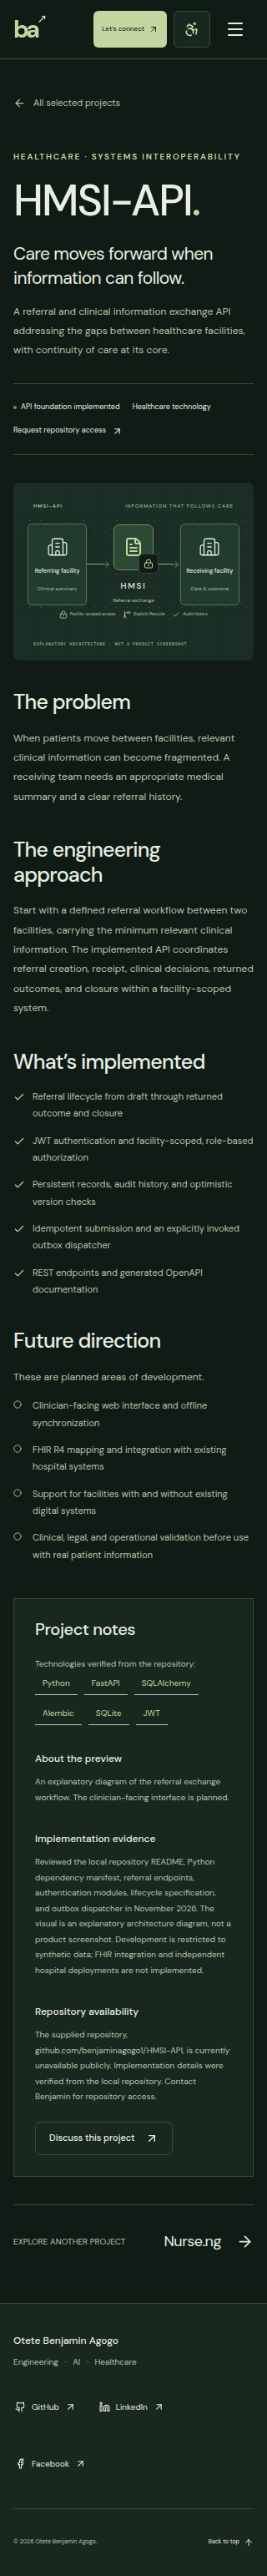 ba
Let's connect
All selected projects
HEALTHCARE · SYSTEMS INTEROPERABILITY
HMSI-API.
Care moves forward when
information can follow.
A referral and clinical information exchange API
addressing the gaps between healthcare facilities,
with continuity of care at its core.
API foundation implemented Healthcare technology
Request repository access
HMSI-API INFORMATION THAT FOLLOWS CARE
Referring facility
Clinical summary
HMSI
Referral exchange
Receiving facility
Care & outcome
Facility-scoped access Explicit lifecycle Audit history
EXPLANATORY ARCHITECTURE · NOT A PRODUCT SCREENSHOT
The problem
When patients move between facilities, relevant
clinical information can become fragmented. A
receiving team needs an appropriate medical
summary and a clear referral history.
The engineering
approach
Start with a defined referral workflow between two
facilities, carrying the minimum relevant clinical
information. The implemented API coordinates
referral creation, receipt, clinical decisions, returned
outcomes, and closure within a facility-scoped
system.
What's implemented
Referral lifecycle from draft through returned
outcome and closure
JWT authentication and facility-scoped, role-based
authorization
Persistent records, audit history, and optimistic
version checks
Idempotent submission and an explicitly invoked
outbox dispatcher
REST endpoints and generated OpenAPI
documentation
Future direction
These are planned areas of development.
Clinician-facing web interface and offline
synchronization
FHIR R4 mapping and integration with existing
hospital systems
Support for facilities with and without existing
digital systems
Clinical, legal, and operational validation before use
with real patient information
Project notes
Technologies verified from the repository:
Python FastAPI SQLAlchemy
Alembic SQLite JWT
About the preview
An explanatory diagram of the referral exchange
workflow. The clinician-facing interface is planned.
Implementation evidence
Reviewed the local repository README, Python
dependency manifest, referral endpoints,
authentication modules, lifecycle specification,
and outbox dispatcher in November 2026. The
visual is an explanatory architecture diagram, not a
product screenshot. Development is restricted to
synthetic data; FHIR integration and independent
hospital deployments are not implemented.
Repository availability
The supplied repository,
github.com/benjaminagogo1/HMSI-API, is currently
unavailable publicly. Implementation details were
verified from the local repository. Contact
Benjamin for repository access.
Discuss this project
EXPLORE ANOTHER PROJECT Nurse.ng
Otete Benjamin Agogo
Engineering · AI · Healthcare
GitHub LinkedIn
Facebook
© 2026 Otete Benjamin Agogo. Back to top